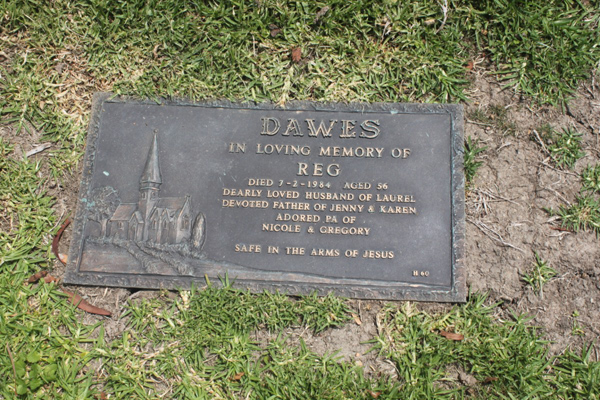 DAWES
IN LOVING MEMORY OF
REG
DIED 7-2-1984 AGED 56
DEARLY LOVED HUSBAND OF LAUREL
DEVOTED FATHER OF JENNY & KAREN
ADORED PA OF
NICOLE & GREGORY
SAFE IN THE ARMS OF JESUS
H 60